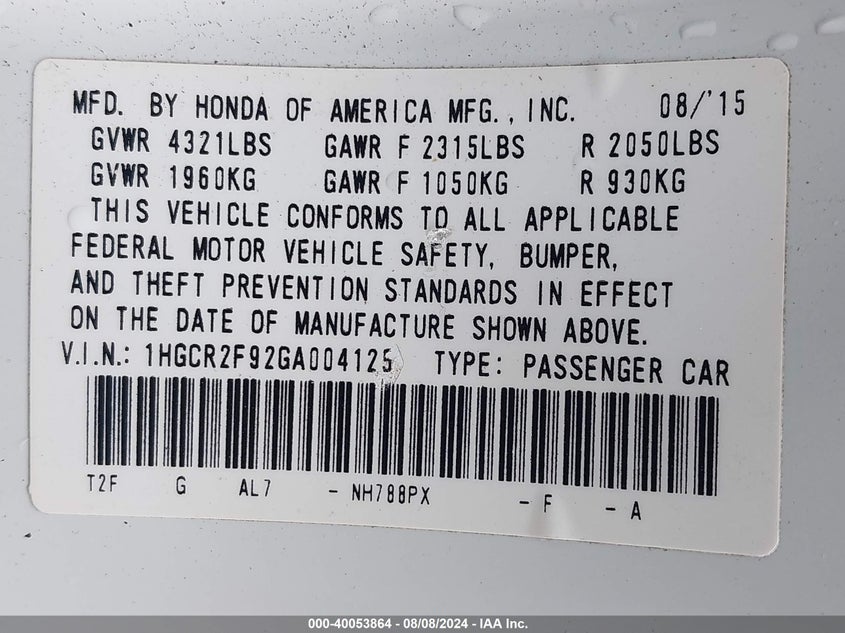 MFD. BY HONDA OF AMERICA MFG., INC. 08/'15
GVWR 4321LBS GAWR F 2315LBS R 2050LBS
GVWR 1960KG GAWR F 1050KG R 930KG
THIS VEHICLE CONFORMS TO ALL APPLICABLE
FEDERAL MOTOR VEHICLE SAFETY, BUMPER,
AND THEFT PREVENTION STANDARDS IN EFFECT
ON THE DATE OF MANUFACTURE SHOWN ABOVE.
V.I.N.: 1HGCR2F92GA004125 TYPE: PASSENGER CAR
T2F G AL7 - NH788PX - F - A
000-40053864 - 08/08/2024 - IAA Inc.